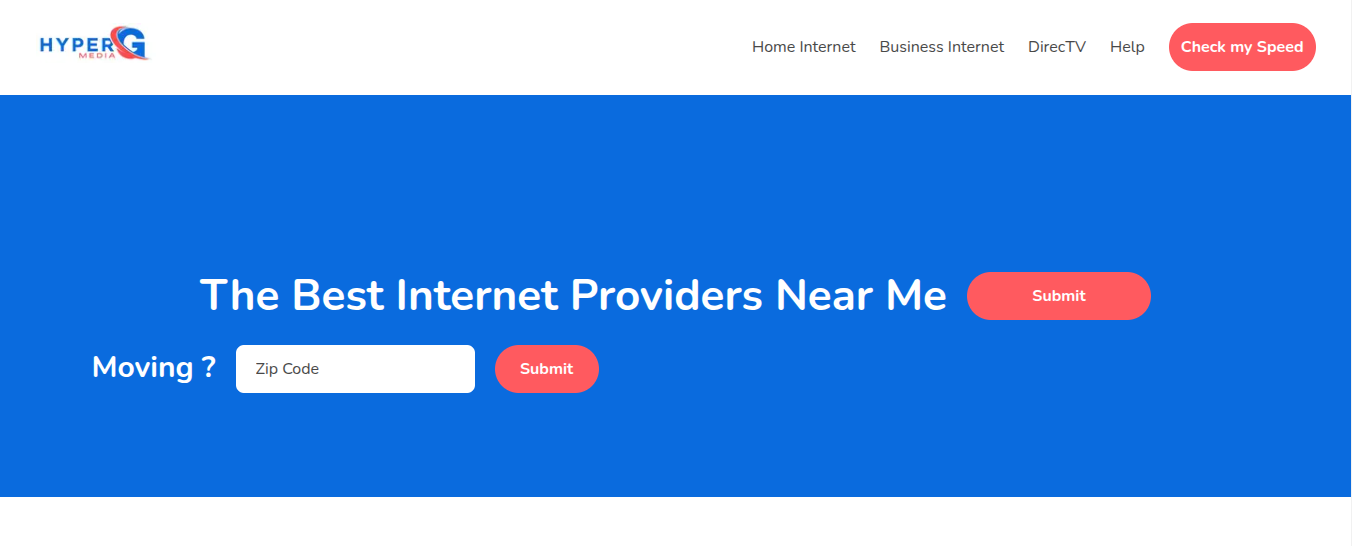 HYPER G
MEDIA
Home Internet Business Internet DirecTV Help Check my Speed
The Best Internet Providers Near Me Submit
Moving ? Zip Code Submit